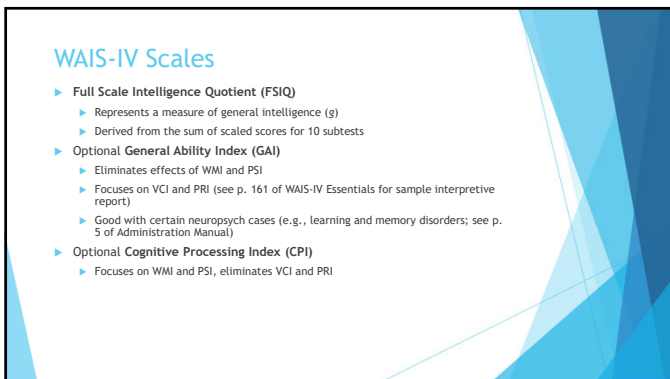 WAIS-IV Scales
▶ Full Scale Intelligence Quotient (FSIQ)
▶ Represents a measure of general intelligence (g)
▶ Derived from the sum of scaled scores for 10 subtests
▶ Optional General Ability Index (GAI)
▶ Eliminates effects of WMI and PSI
▶ Focuses on VCI and PRI (see p. 161 of WAIS-IV Essentials for sample interpretive
report)
▶ Good with certain neuropsych cases (e.g., learning and memory disorders; see p.
5 of Administration Manual)
▶ Optional Cognitive Processing Index (CPI)
▶ Focuses on WMI and PSI, eliminates VCI and PRI